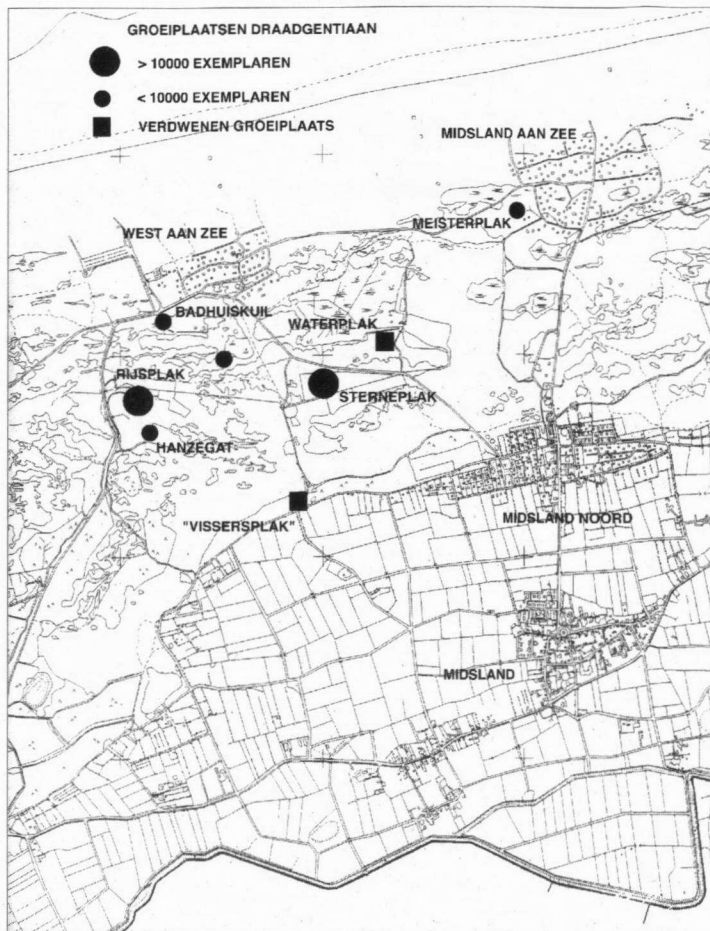 GROEIPLAATSEN DRAADGENTIAAN
> 10000 EXEMPLAREN
< 10000 EXEMPLAREN
VERDWENEN GROEIPLAATS
MIDSLAND AAN ZEE
MEISTERPLAK
WEST AAN ZEE
BADHUISKUIL
WATERPLAK
RIJSPLAK
STERNEPLAK
HANZEGAT
"VISSERSPLAK"
MIDSLAND NOORD
MIDSLAND